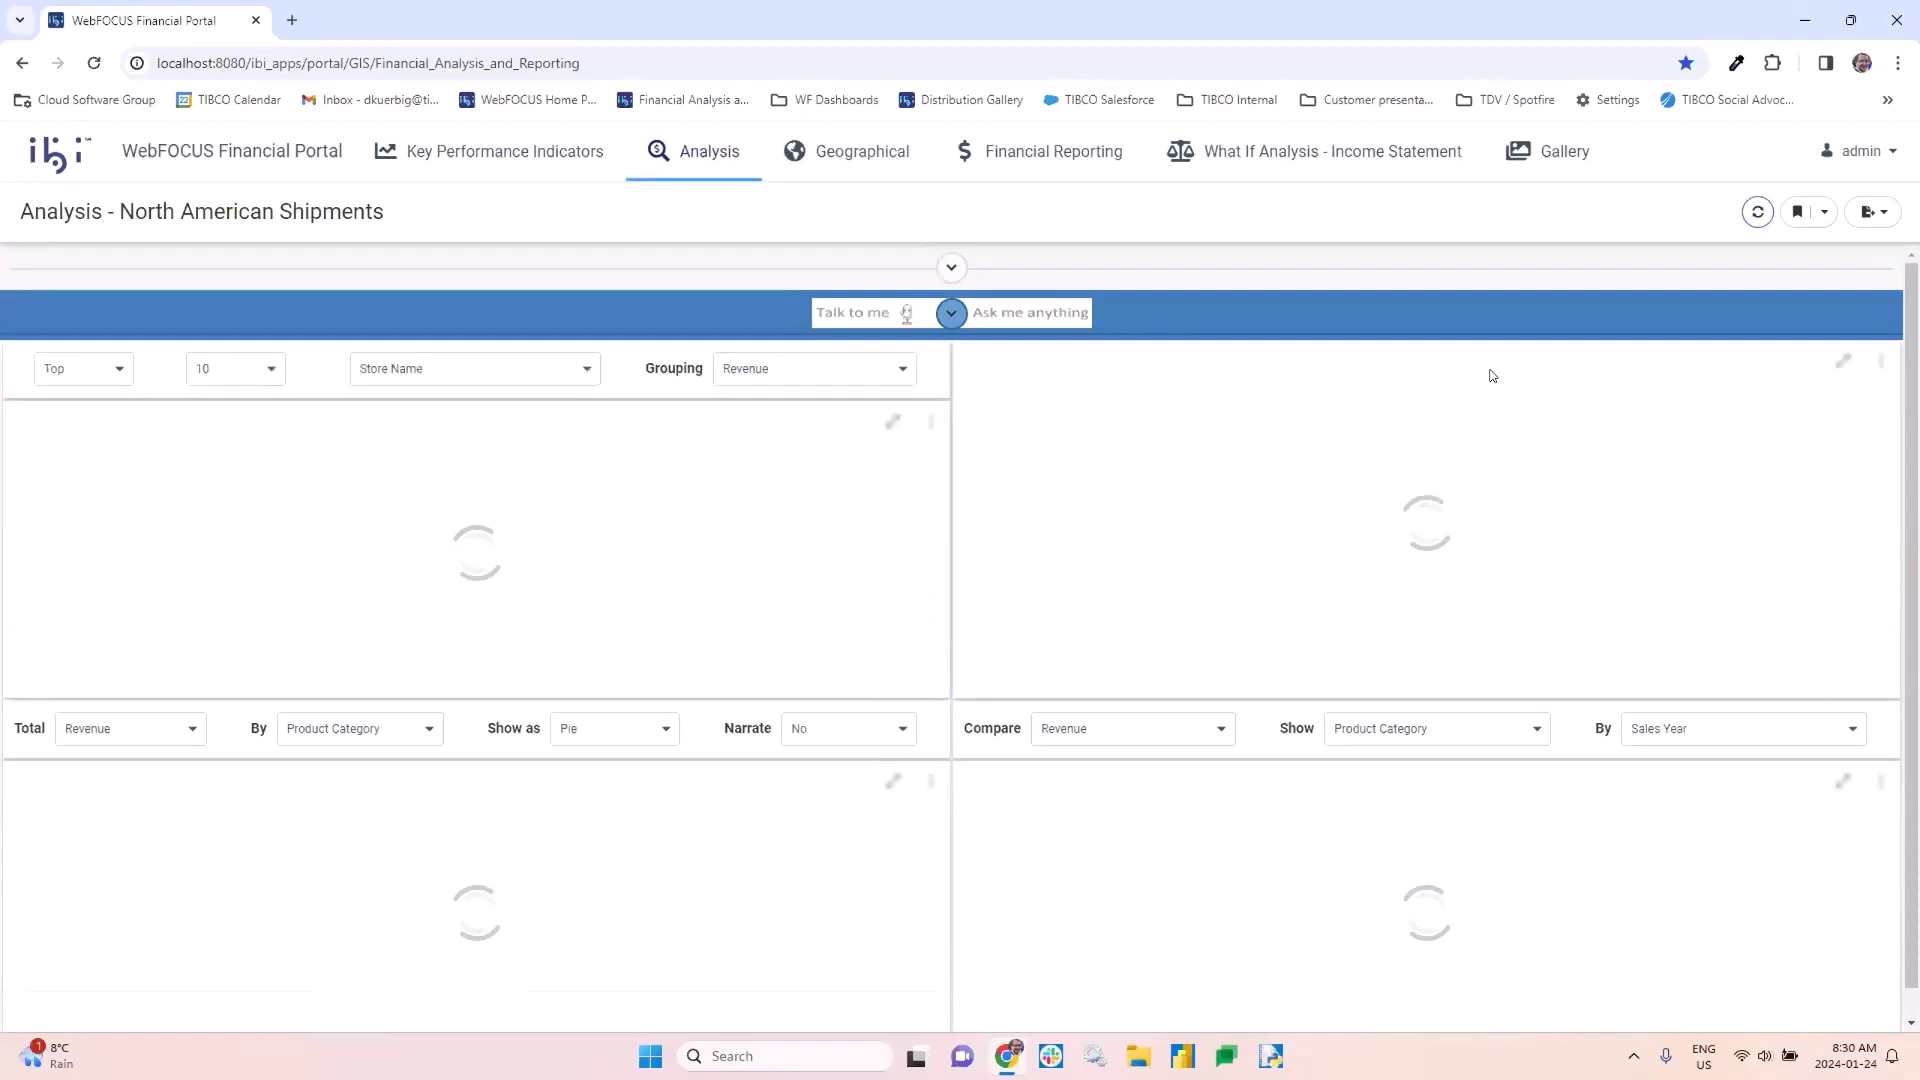 WebFOCUS Financial Portal
localhost:8080/ibi_apps/portal/GIS/Financial_Analysis_and_Reporting
Cloud Software Group
TIBCO Calendar
Inbox - dkuerbig@ti...
WebFOCUS Home P...
Financial Analysis a...
WF Dashboards
Distribution Gallery
TIBCO Salesforce
TIBCO Internal
Customer presenta...
TDV / Spotfire
Settings
TIBCO Social Advoc...
ibi
WebFOCUS Financial Portal
Key Performance Indicators
Analysis
Geographical
Financial Reporting
What If Analysis - Income Statement
Gallery
admin
Analysis - North American Shipments
Talk to me
Ask me anything
Top
10
Store Name
Grouping
Revenue
Total
Revenue
By
Product Category
Show as
Pie
Narrate
No
Compare
Revenue
Show
Product Category
By
Sales Year
1
8°C
Rain
Search
ENG
US
8:30 AM
2024-01-24